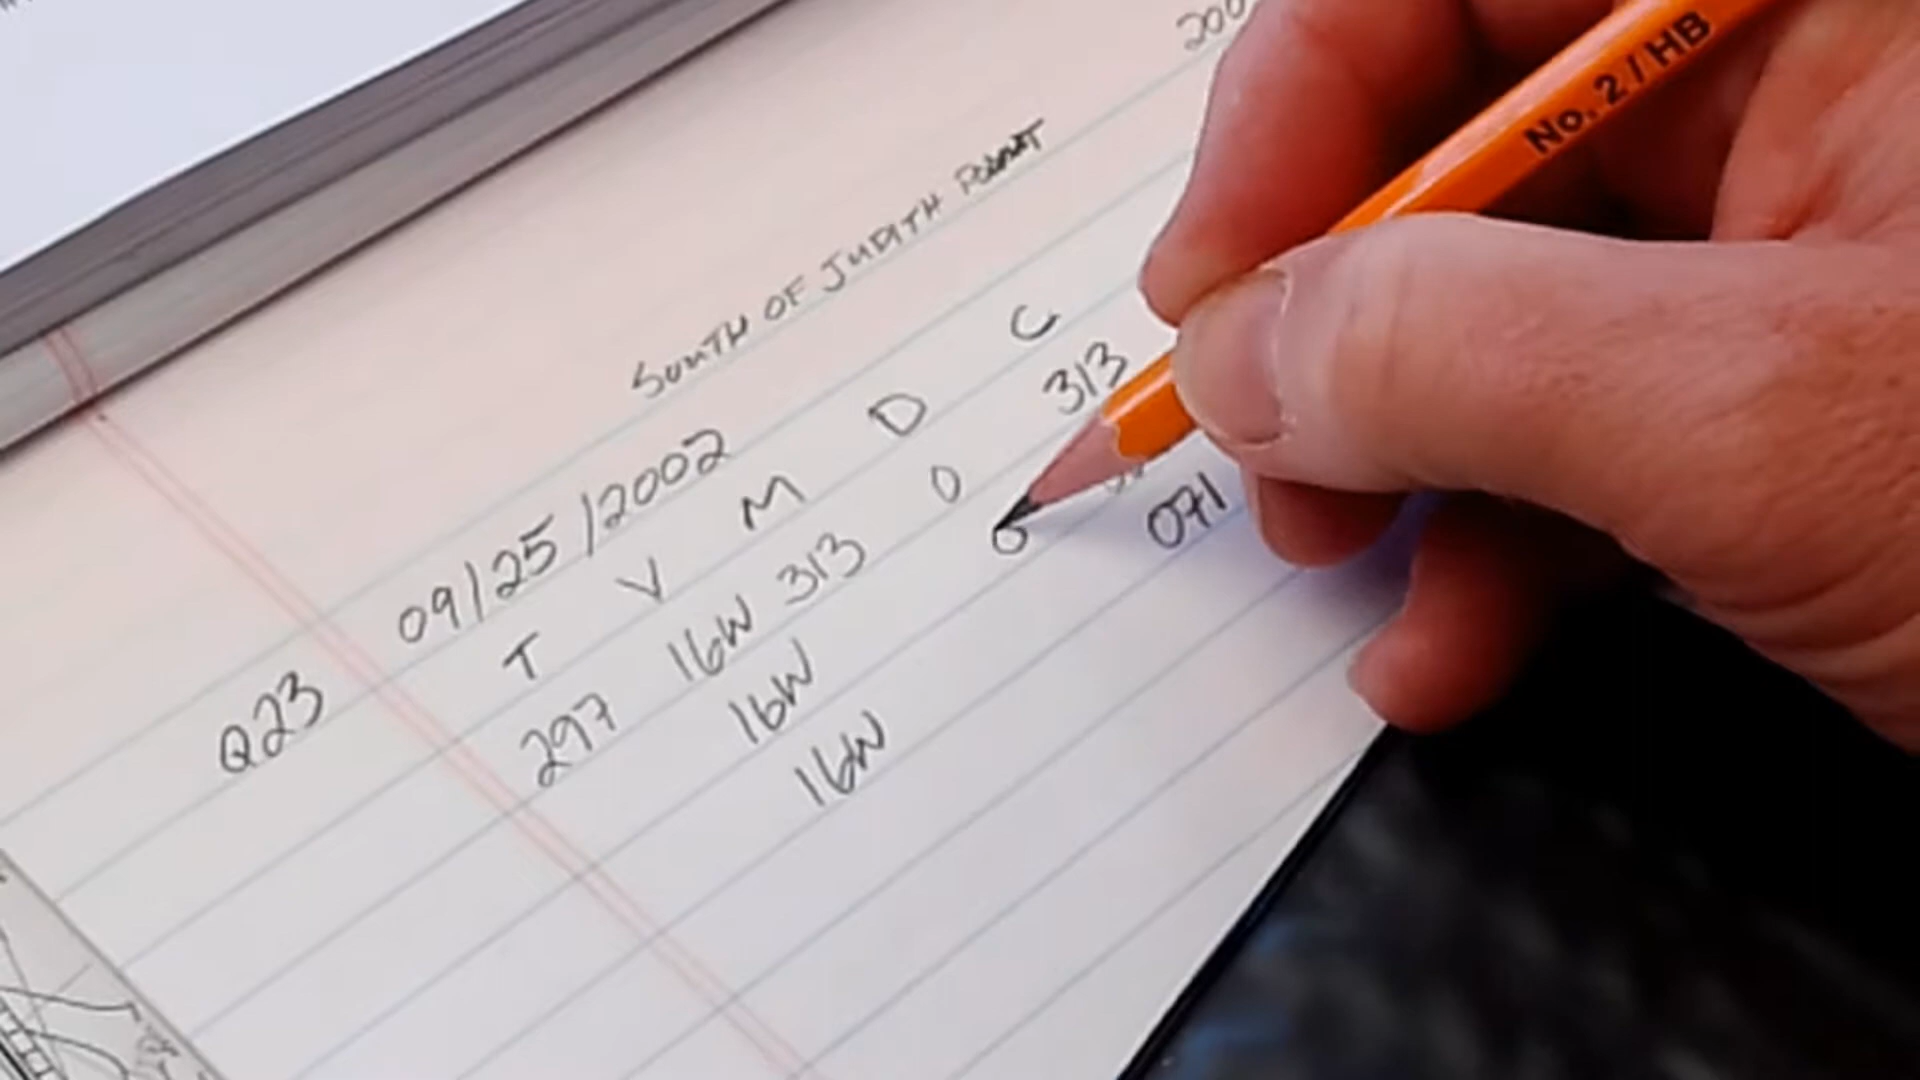 200
SOUTH OF JUDITH POINT
Q23 09/25/2002
T V M D C
297 16W 313 0 313
16W 0
16W 071
No. 2 / HB